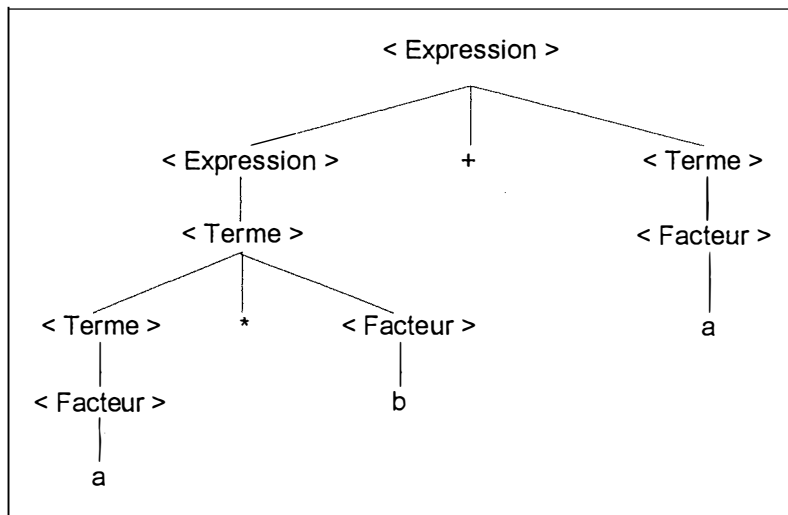 < Expression >
< Expression > + < Terme >
< Terme > < Facteur >
< Terme > * < Facteur > a
< Facteur > b
a